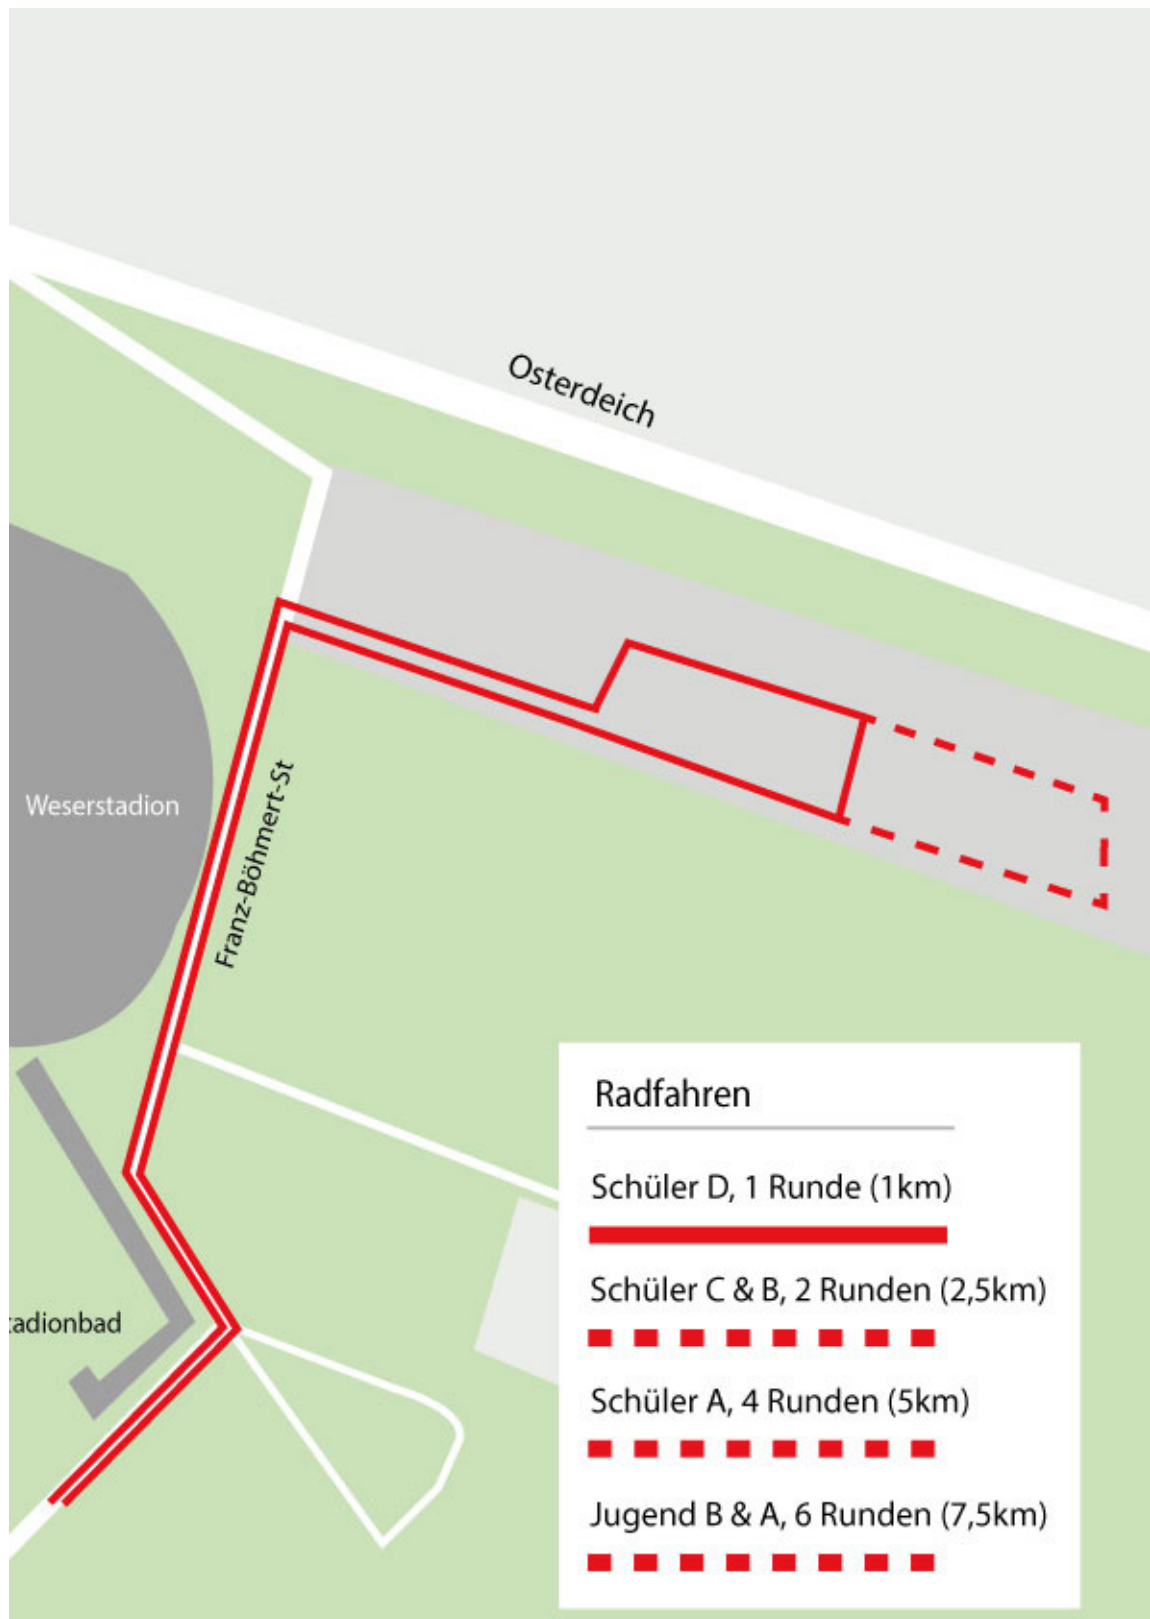 Osterdeich
Weserstadion
Franz-Böhmert-St
tadionbad
Radfahren
Schüler D, 1 Runde (1km)
Schüler C & B, 2 Runden (2,5km)
Schüler A, 4 Runden (5km)
Jugend B & A, 6 Runden (7,5km)